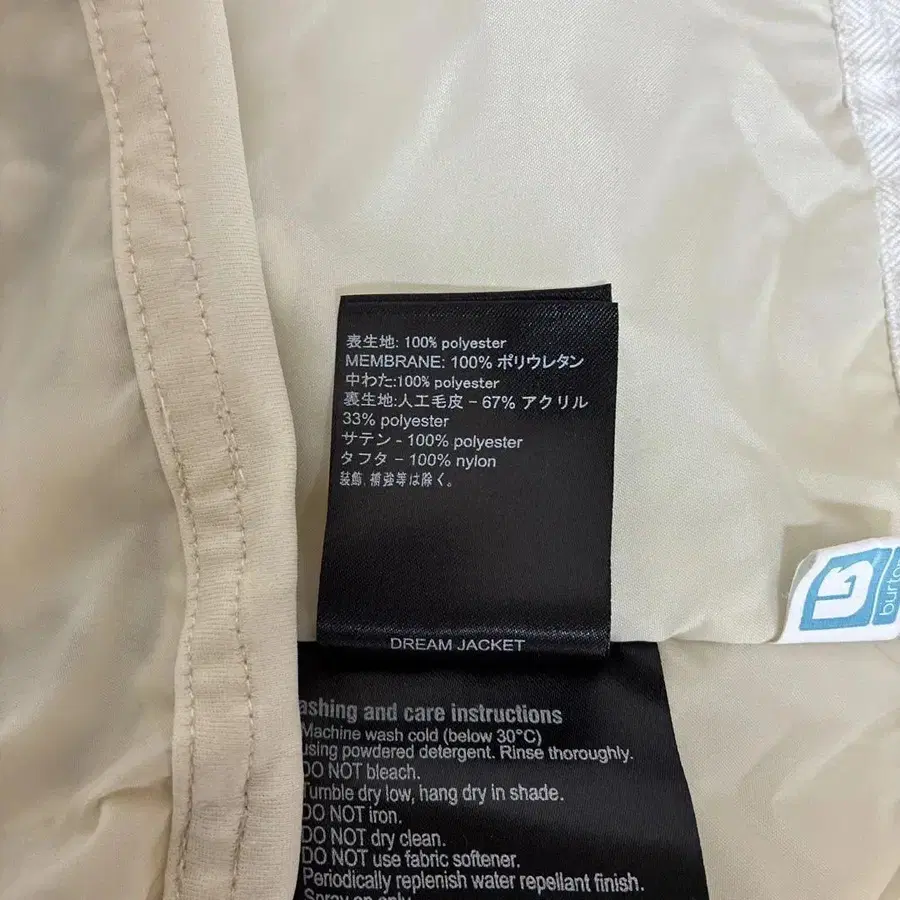 表生地: 100% polyester
MEMBRANE: 100% ポリウレタン
中わた:100% polyester
裏生地:人工毛皮 – 67% アクリル
33% polyester
サテン - 100% polyester
タフタ - 100% nylon
装飾, 補強等は除く。
DREAM JACKET
ashing and care instructions
Machine wash cold (below 30°C)
using powdered detergent. Rinse thoroughly.
DO NOT bleach.
Tumble dry low, hang dry in shade.
DO NOT iron.
DO NOT dry clean.
DO NOT use fabric softener.
Periodically replenish water repellant finish.
Spray on only
burton